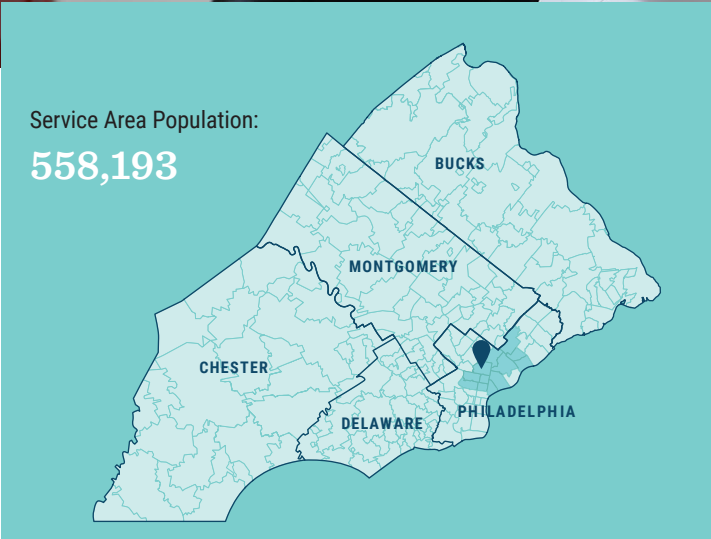 Service Area Population:
558,193
BUCKS
MONTGOMERY
CHESTER
DELAWARE
PHILADELPHIA